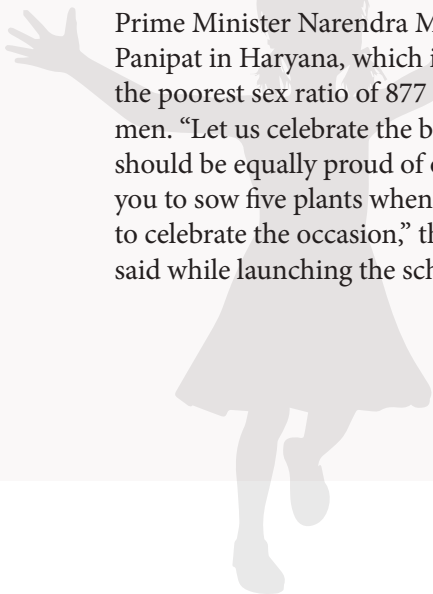 Prime Minister Narendra M
Panipat in Haryana, which i
the poorest sex ratio of 877
men. “Let us celebrate the b
should be equally proud of
you to sow five plants when
to celebrate the occasion,” th
said while launching the sch